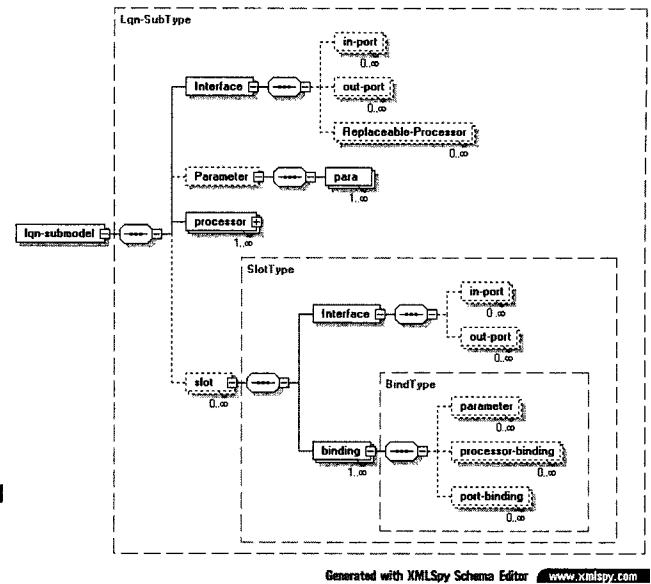 Lqn-SubType
in-port
0..∞
Interface
out-port
0..∞
Replaceable-Processor
0..∞
Parameter
para
1..∞
processor
1..∞
lqn-submodel
SlotType
Interface
in-port
0..∞
out-port
0..∞
slot
0..∞
BindType
parameter
0..∞
binding
1..∞
processor-binding
0..∞
port-binding
0..∞
Generated with XMLSpy Schema Editor www.xmlspy.com